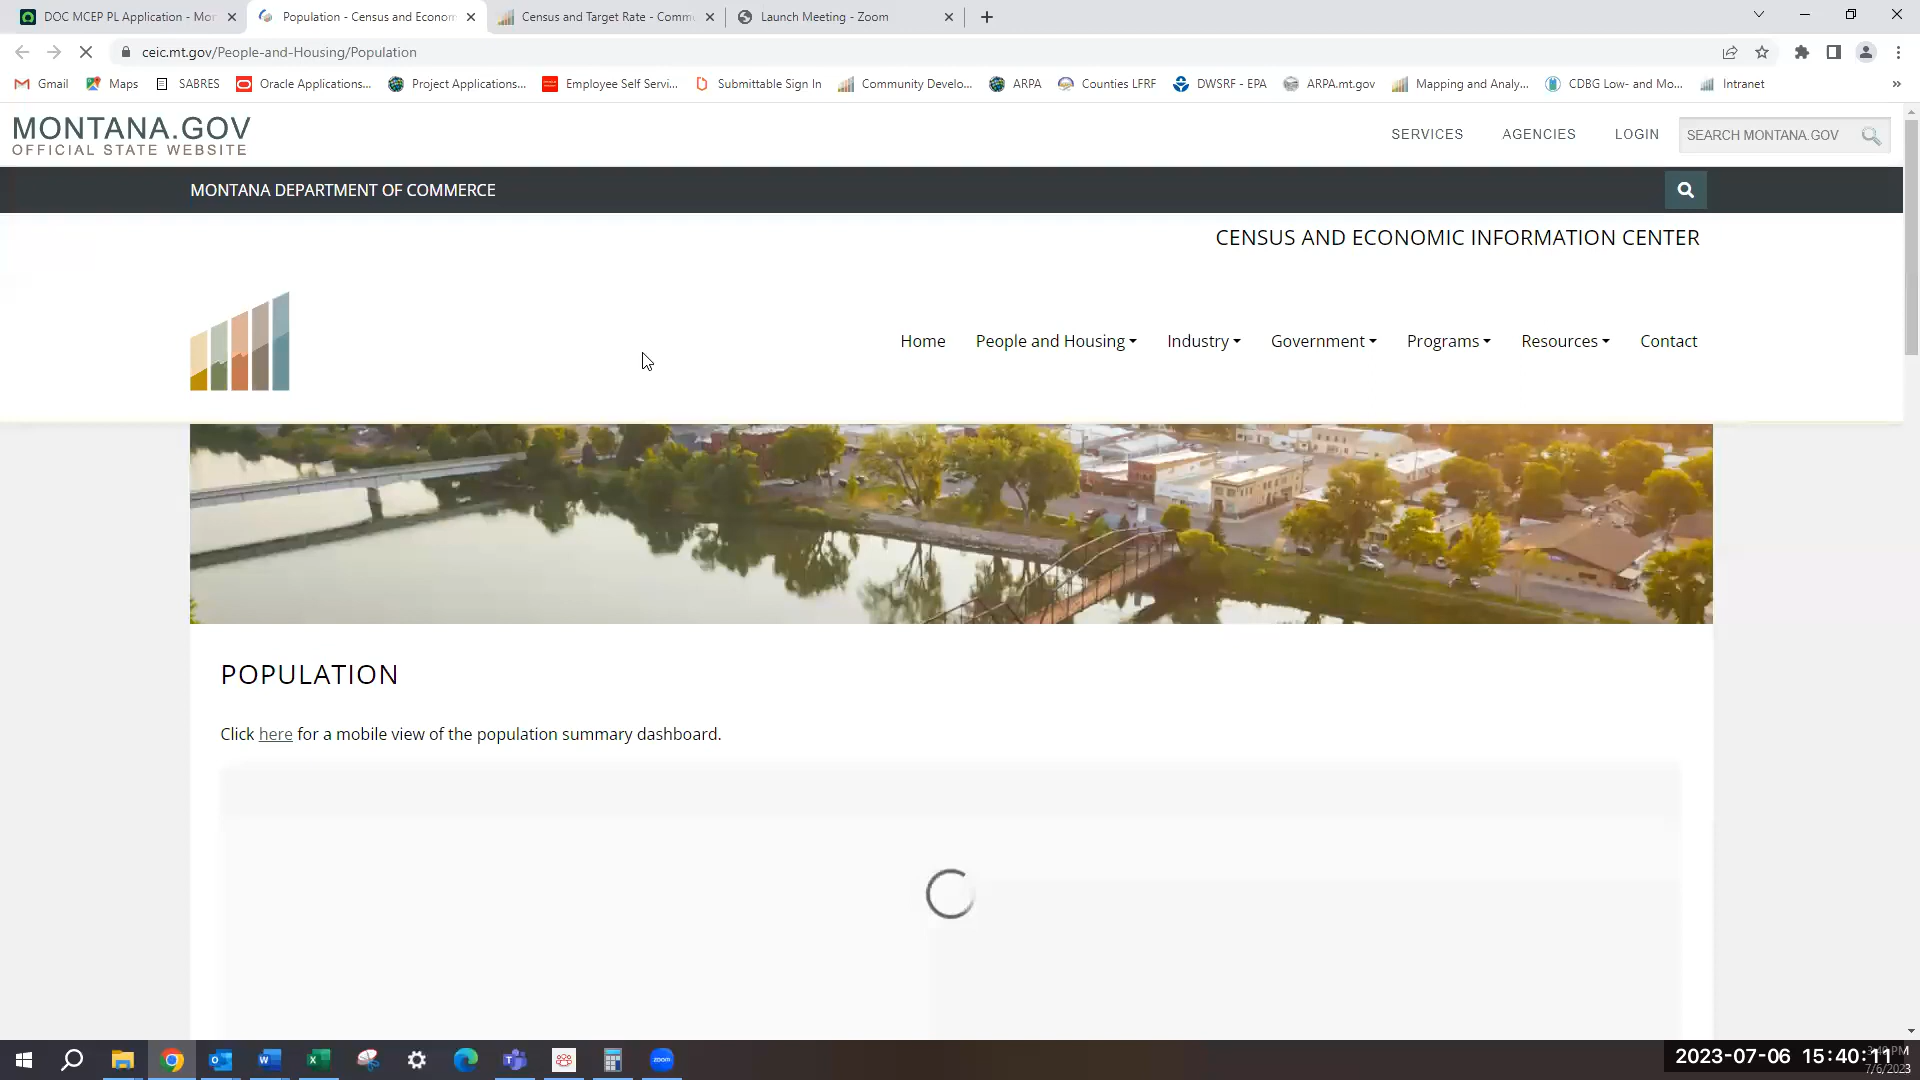 DOC MCEP PL Application - Mon
Population - Census and Econom
Census and Target Rate - Commu
Launch Meeting - Zoom
ceic.mt.gov/People-and-Housing/Population
Gmail
Maps
SABRES
Oracle Applications...
Project Applications...
Employee Self Servi...
Submittable Sign In
Community Develo...
ARPA
Counties LFRF
DWSRF - EPA
ARPA.mt.gov
Mapping and Analy...
CDBG Low- and Mo...
Intranet
»
MONTANA.GOV
OFFICIAL STATE WEBSITE
SERVICES
AGENCIES
LOGIN
SEARCH MONTANA.GOV
MONTANA DEPARTMENT OF COMMERCE
CENSUS AND ECONOMIC INFORMATION CENTER
Home
People and Housing
Industry
Government
Programs
Resources
Contact
POPULATION
Click here for a mobile view of the population summary dashboard.
zoom
2023-07-06 15:40:11
7/6/2023